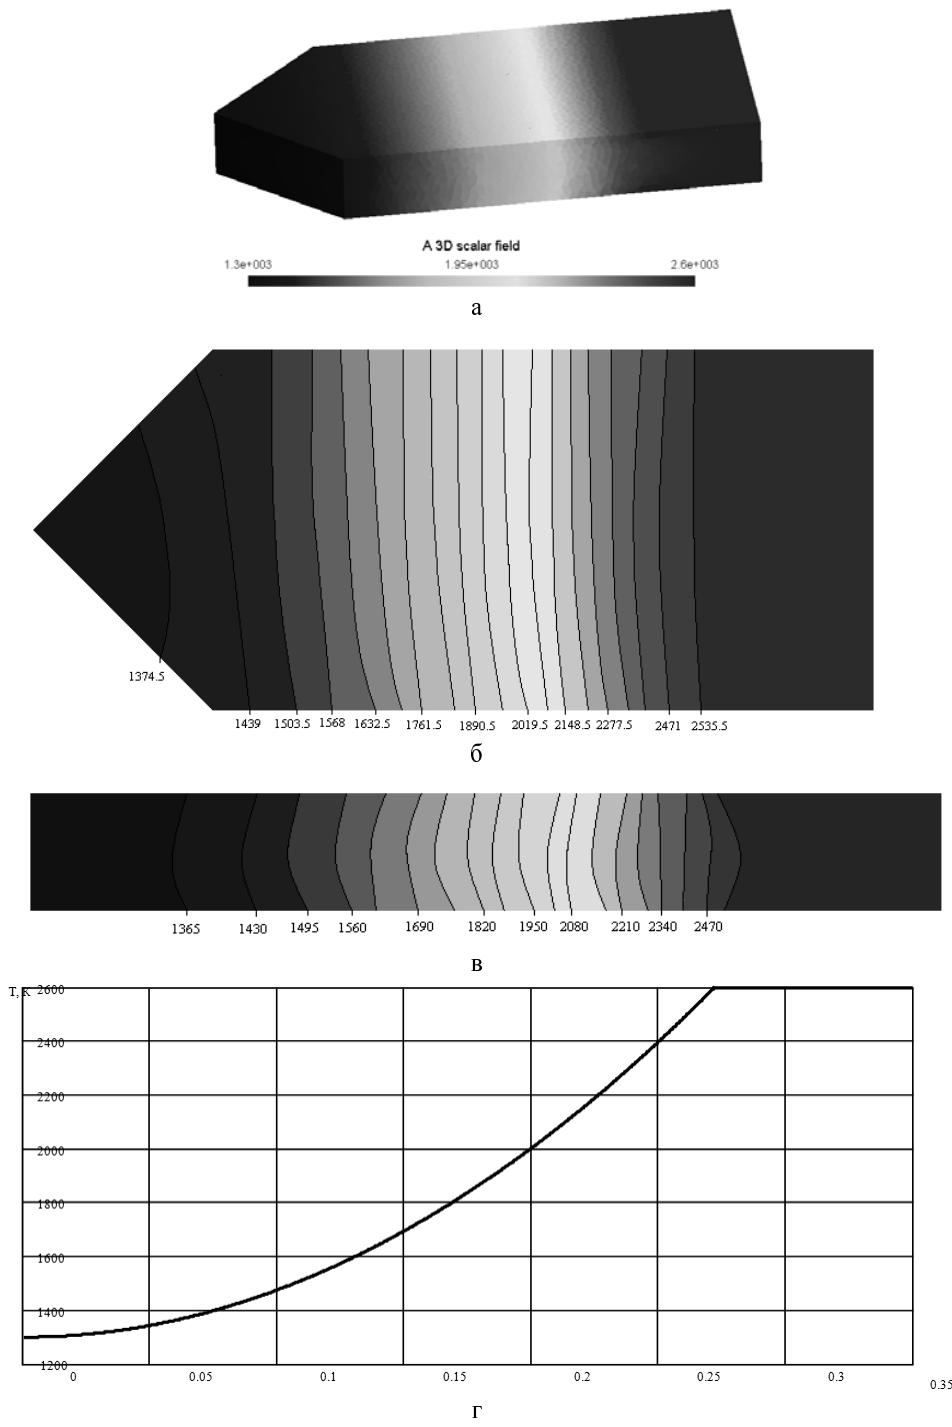 A 3D scalar field
1.3e+003 1.95e+003 2.6e+003
а
1374.5
1439 1503.5 1568 1632.5 1761.5 1890.5 2019.5 2148.5 2277.5 2471 2535.5
б
1365 1430 1495 1560 1690 1820 1950 2080 2210 2340 2470
в
T, K 2600
2400
2200
2000
1800
1600
1400
1200
0 0.05 0.1 0.15 0.2 0.25 0.3 0.35
г